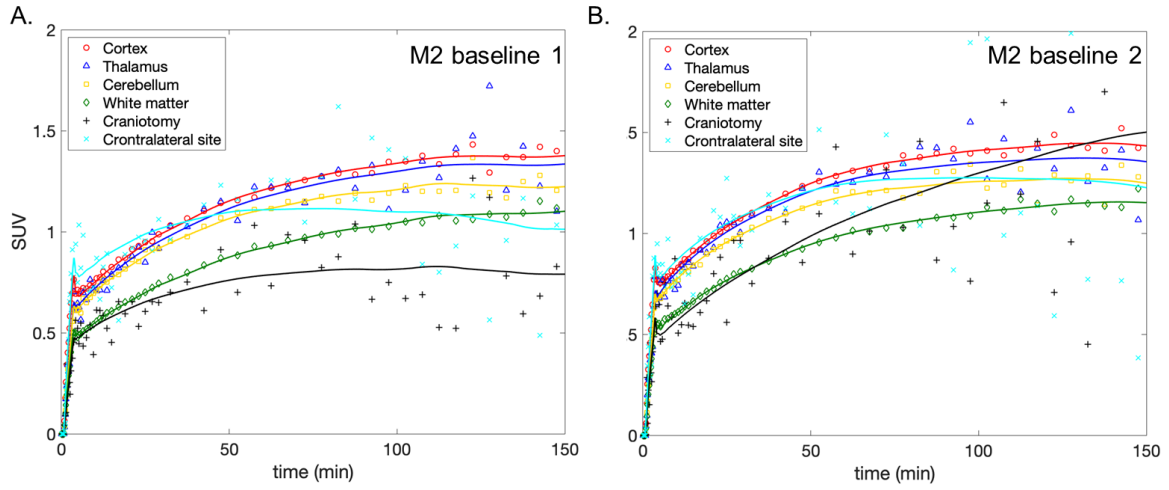 A.
M2 baseline 1
Cortex
Thalamus
Cerebellum
White matter
Craniotomy
Crontralateral site
2
1.5
1
0.5
0
SUV
0
50
100
150
time (min)
B.
M2 baseline 2
Cortex
Thalamus
Cerebellum
White matter
Craniotomy
Crontralateral site
2
5
1
5
0
0
50
100
150
time (min)